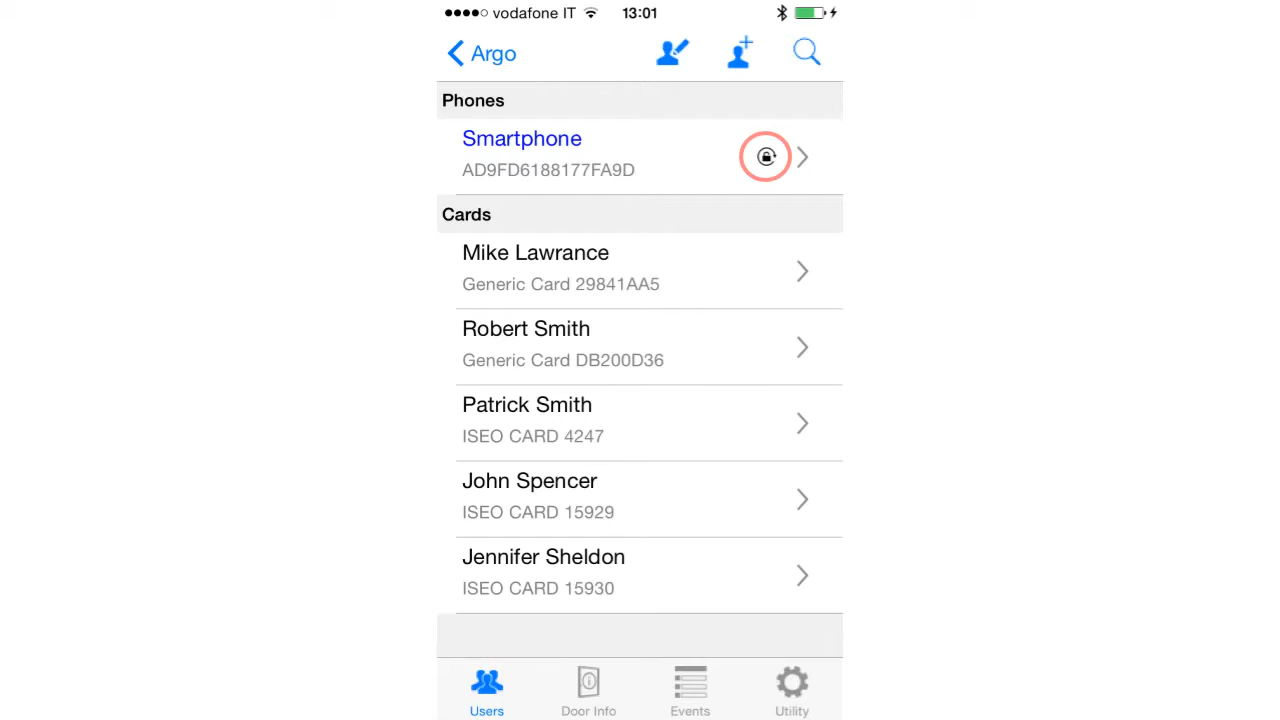 vodafone IT 13:01
Argo
Phones
Smartphone
AD9FD6188177FA9D
Cards
Mike Lawrance
Generic Card 29841AA5
Robert Smith
Generic Card DB200D36
Patrick Smith
ISEO CARD 4247
John Spencer
ISEO CARD 15929
Jennifer Sheldon
ISEO CARD 15930
Users Door Info Events Utility